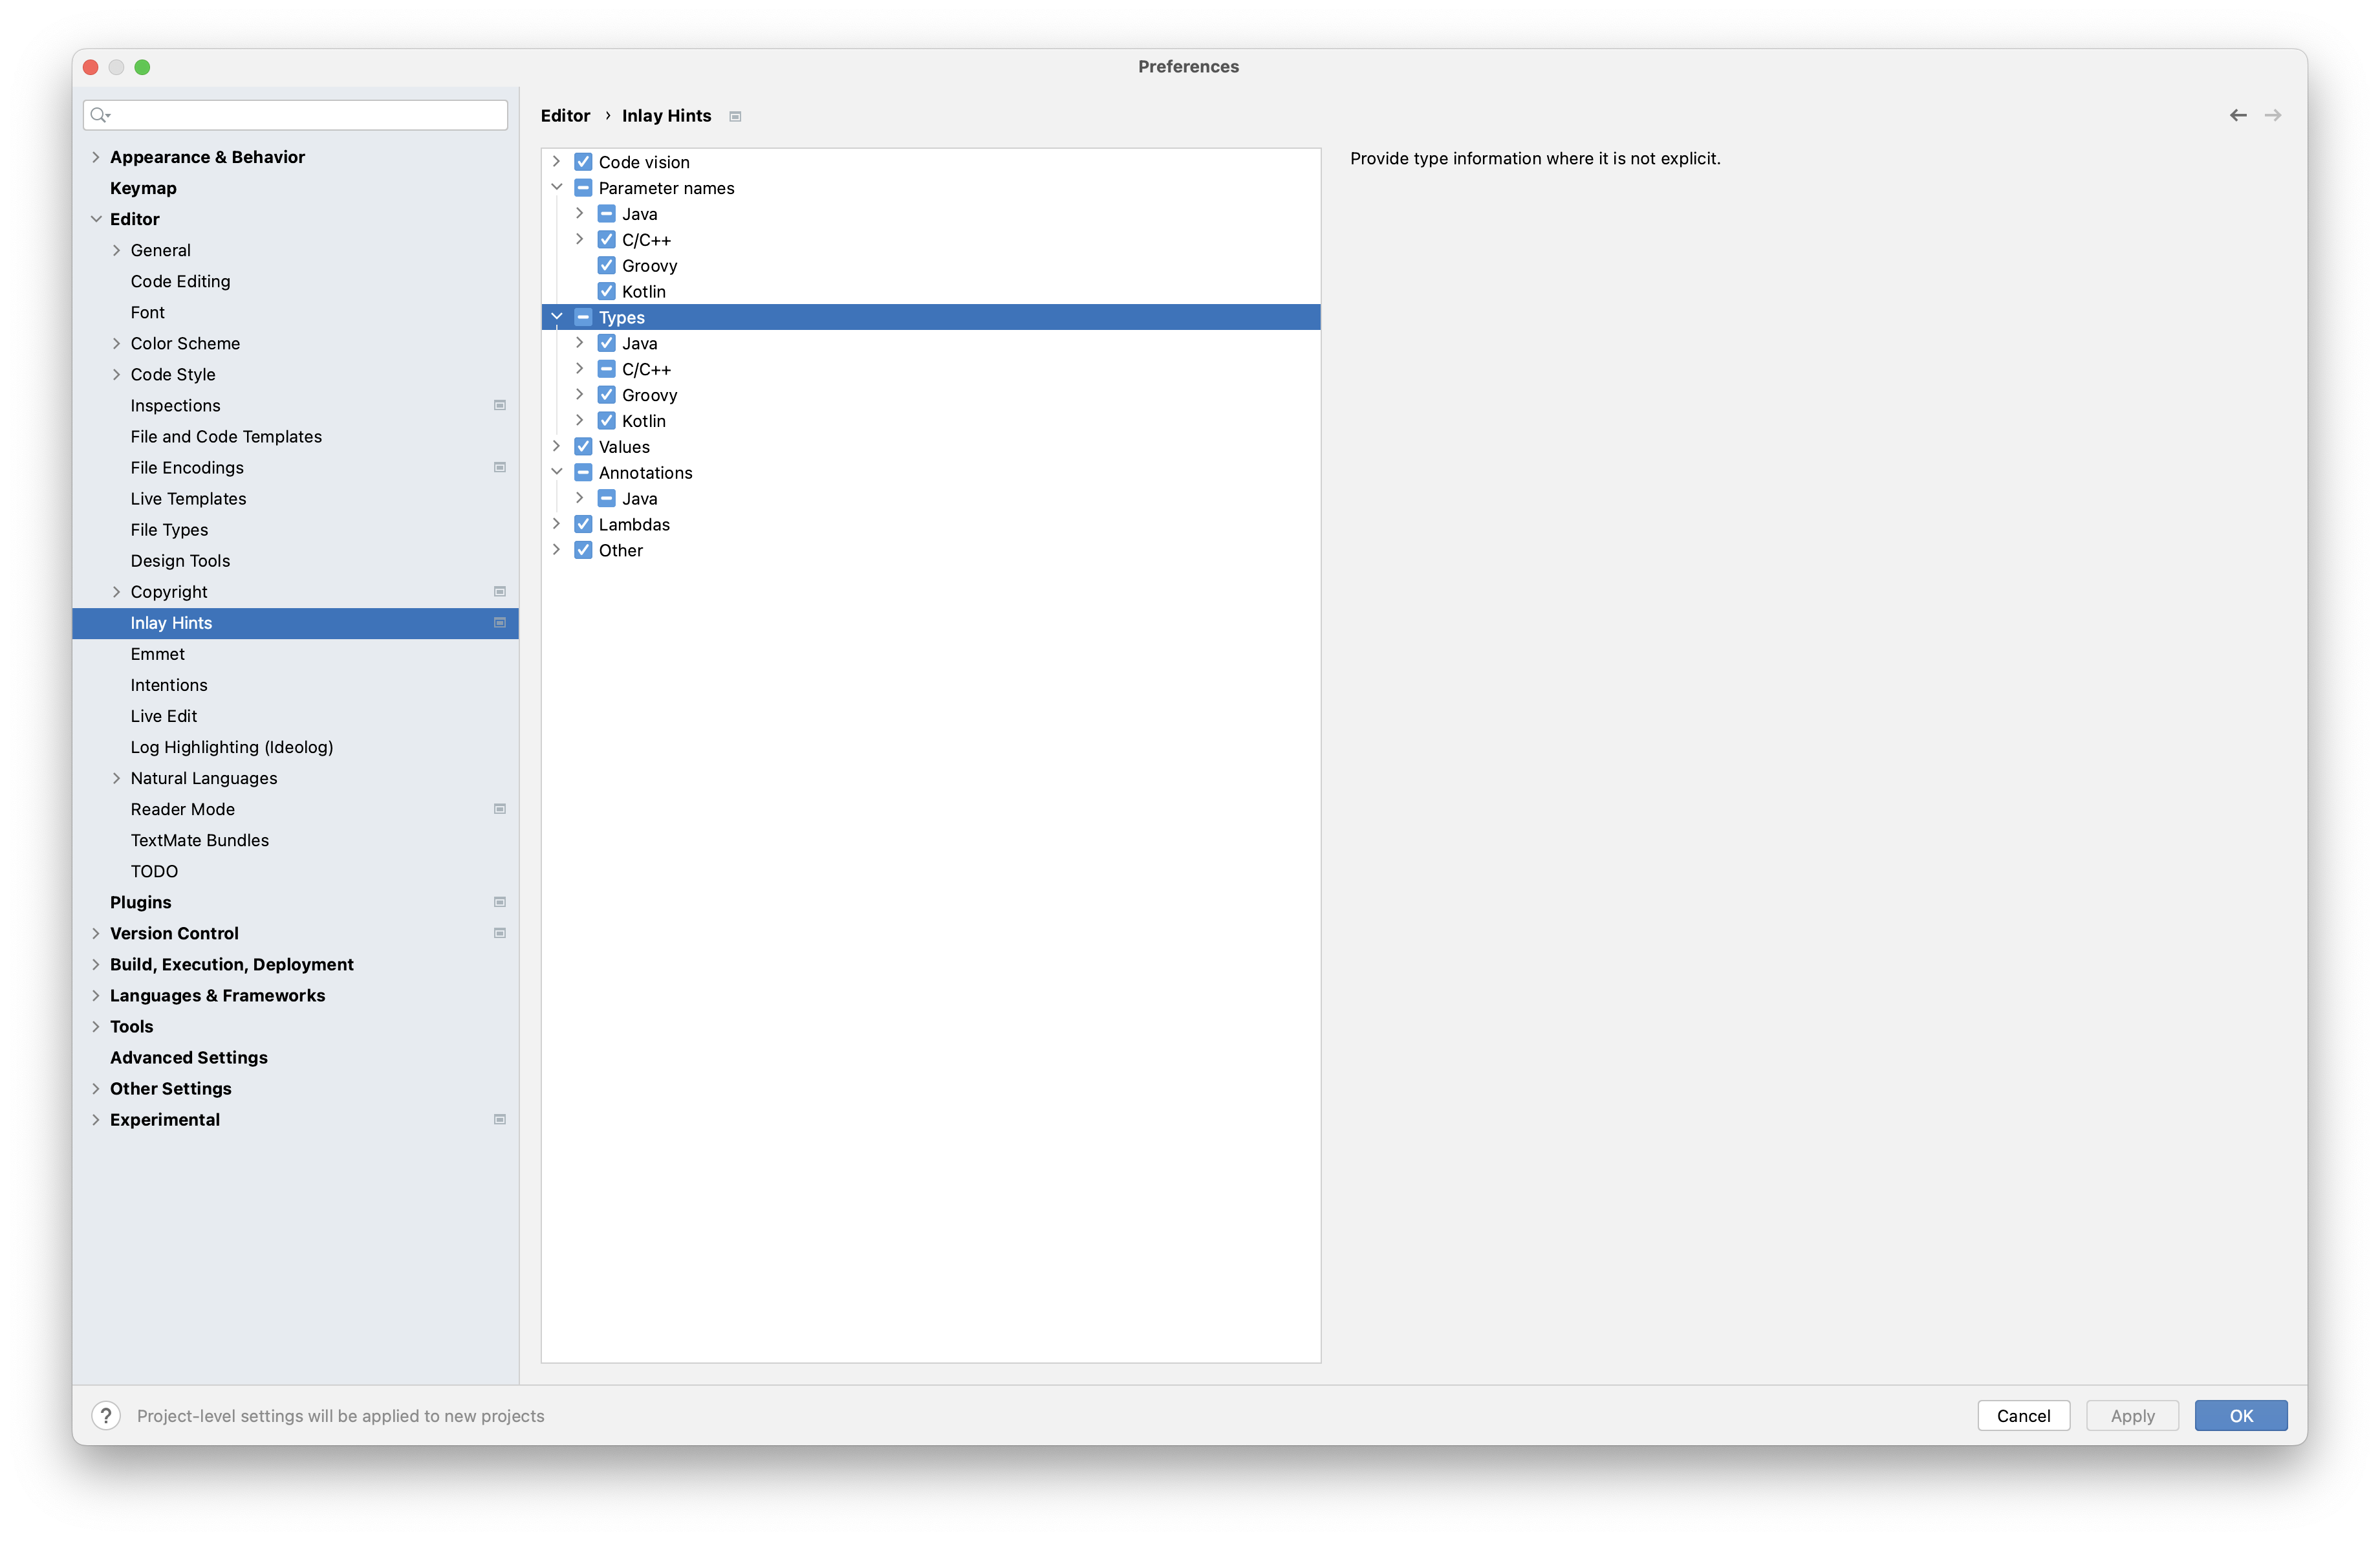 Preferences
Appearance & Behavior
Keymap
Editor
General
Code Editing
Font
Color Scheme
Code Style
Inspections
File and Code Templates
File Encodings
Live Templates
File Types
Design Tools
Copyright
Inlay Hints
Emmet
Intentions
Live Edit
Log Highlighting (Ideolog)
Natural Languages
Reader Mode
TextMate Bundles
TODO
Plugins
Version Control
Build, Execution, Deployment
Languages & Frameworks
Tools
Advanced Settings
Other Settings
Experimental
Editor › Inlay Hints
Code vision
Parameter names
Java
C/C++
Groovy
Kotlin
Types
Java
C/C++
Groovy
Kotlin
Values
Annotations
Java
Lambdas
Other
Provide type information where it is not explicit.
? Project-level settings will be applied to new projects
Cancel Apply OK